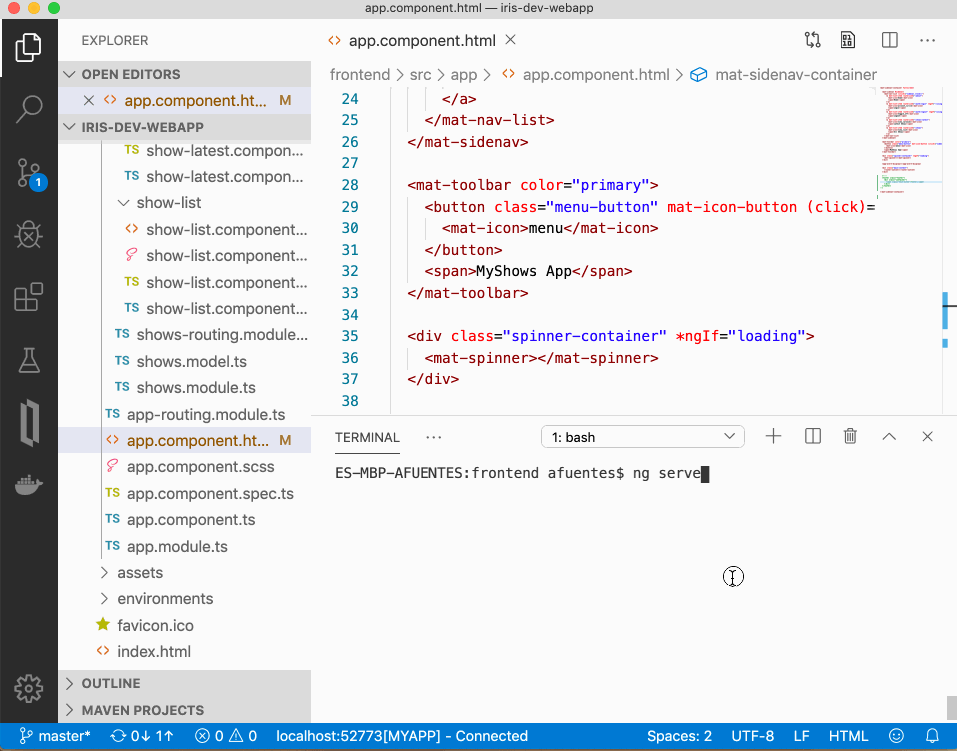 app.component.html — iris-dev-webapp
EXPLORER
OPEN EDITORS
app.component.ht... M
IRIS-DEV-WEBAPP
TS show-latest.compon...
TS show-latest.compon...
show-list
show-list.component...
show-list.component...
TS show-list.component...
TS show-list.component...
TS shows-routing.module...
TS shows.model.ts
TS shows.module.ts
TS app-routing.module.ts
app.component.ht... M
app.component.scss
TS app.component.spec.ts
TS app.component.ts
TS app.module.ts
assets
environments
favicon.ico
index.html
OUTLINE
MAVEN PROJECTS
1
app.component.html
frontend > src > app > app.component.html > mat-sidenav-container
24 </a>
25 </mat-nav-list>
26 </mat-sidenav>
27
28 <mat-toolbar color="primary">
29 <button class="menu-button" mat-icon-button (click)=
30 <mat-icon>menu</mat-icon>
31 </button>
32 <span>MyShows App</span>
33 </mat-toolbar>
34
35 <div class="spinner-container" *ngIf="loading">
36 <mat-spinner></mat-spinner>
37 </div>
38
TERMINAL ... 1: bash
ES-MBP-AFUENTES:frontend afuentes$ ng serve
master* 0↓ 1↑ 0 0 localhost:52773[MYAPP] - Connected Spaces: 2 UTF-8 LF HTML